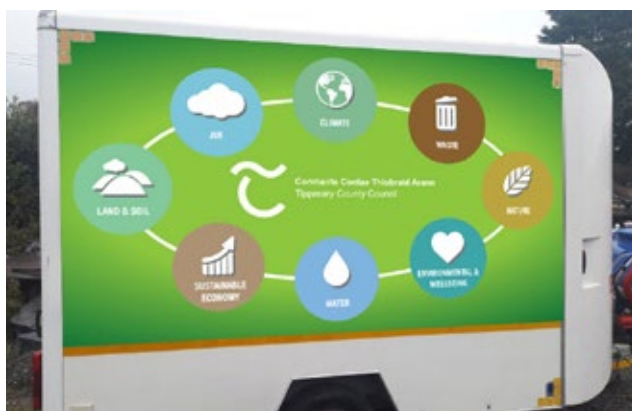 AIR
CLIMATE
WASTE
NATURE
ENVIRONMENTAL &
WELLBEING
WATER
SUSTAINABLE
ECONOMY
LAND & SOIL
Comhairle Contae Thiobraid Árann
Tipperary County Council